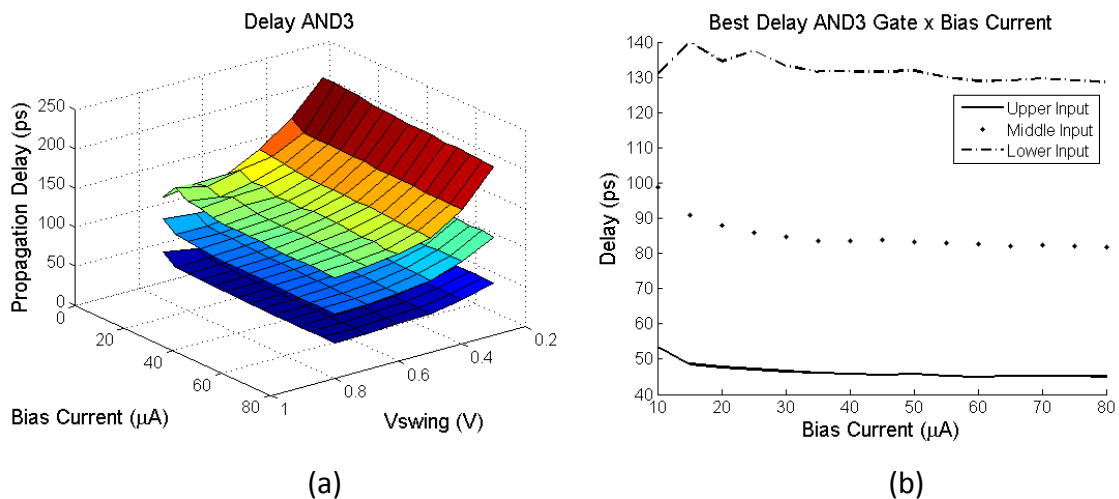 Delay AND3
Propagation Delay (ps)
250
200
150
100
50
0
0
20
40
60
80
Bias Current (μA)
1
0.8
0.6
0.4
0.2
Vswing (V)
(a)
Best Delay AND3 Gate x Bias Current
Delay (ps)
140
130
120
110
100
90
80
70
60
50
40
Upper Input
Middle Input
Lower Input
10 20 30 40 50 60 70 80
Bias Current (μA)
(b)